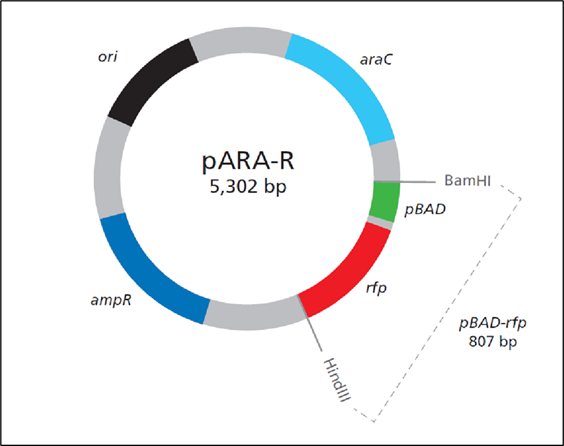 ori
araC
pARA-R
5,302 bp
BamHI
pBAD
ampR
rfp
pBAD-rfp
807 bp
HindIII